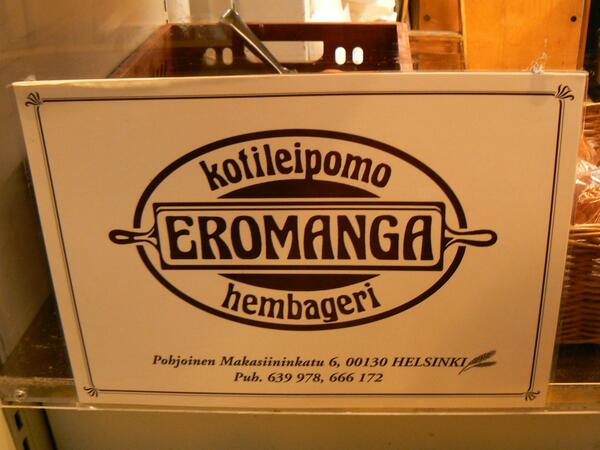 kotileipomo
EROMANGA
hembageri
Pohjoinen Makasiininkatu 6, 00130 HELSINKI
Puh. 639 978, 666 172